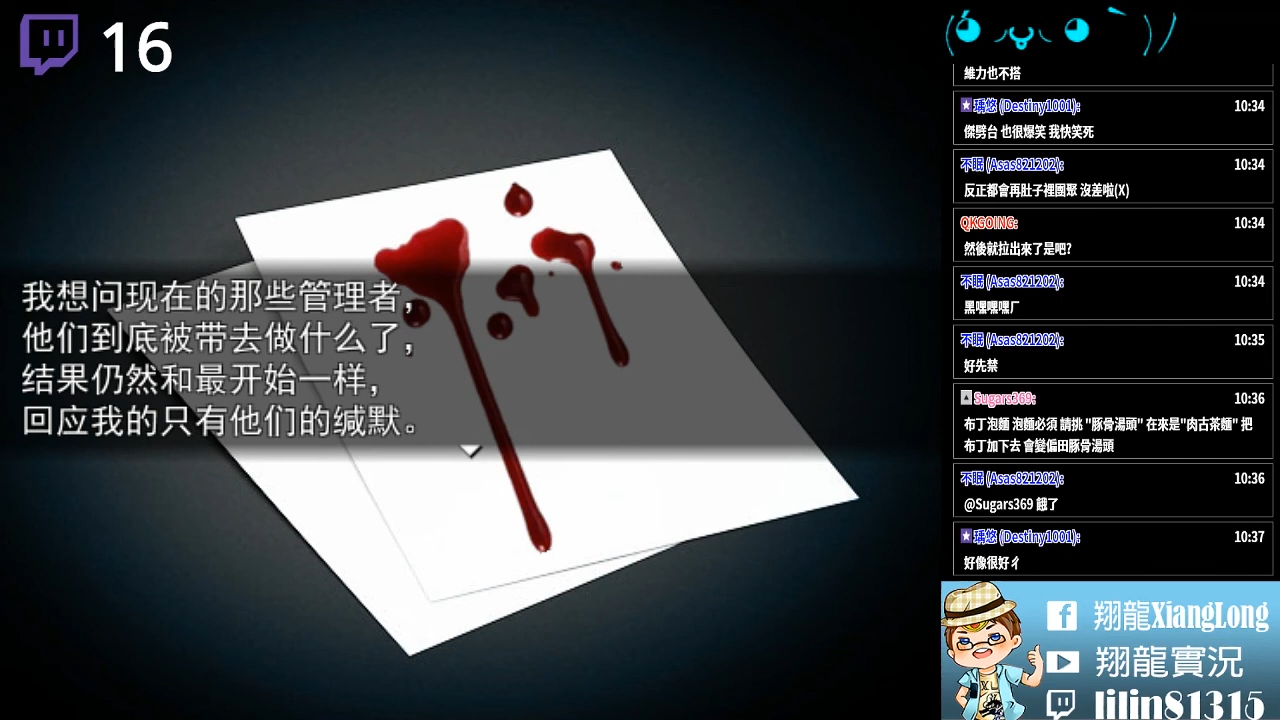 16
我想问现在的那些管理者,
他们到底被带去做什么了,
结果仍然和最开始一样,
回应我的只有他们的缄默。
維力也不搭
瑀悠 (Destiny1001): 10:34
傑劈台 也很爆笑 我快笑死
不眠 (Asas821202): 10:34
反正都會再肚子裡團聚 沒差啦(X)
QKGOING: 10:34
然後就拉出來了是吧?
不眠 (Asas821202): 10:34
黑嘿嘿嘿厂
不眠 (Asas821202): 10:35
好先禁
Sugars369: 10:36
布丁泡麵 泡麵必須 請挑 "豚骨湯頭" 在來是"肉古茶麵" 把
布丁加下去 會變偏田豚骨湯頭
不眠 (Asas821202): 10:36
@Sugars369 餓了
瑀悠 (Destiny1001): 10:37
好像很好ㄔ
翔龍XiangLong
翔龍實況
lilin81315